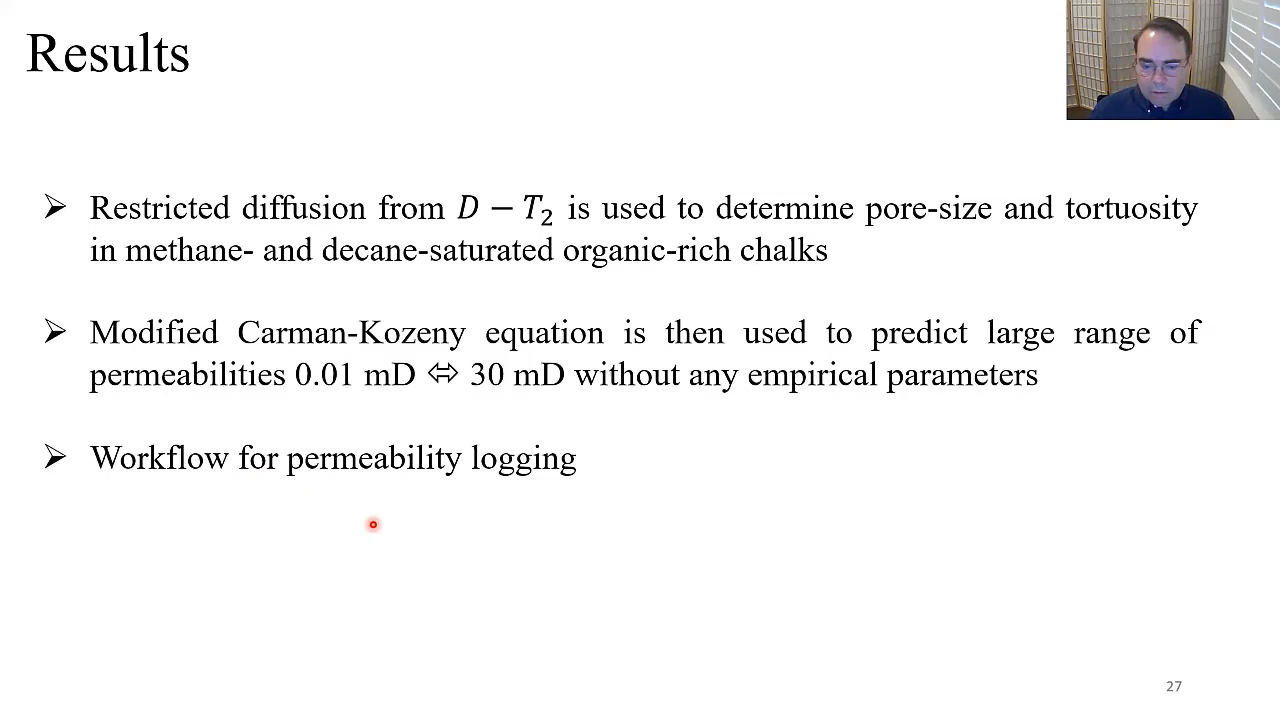 Results
➢ Restricted diffusion from D − T₂ is used to determine pore-size and tortuosity
in methane- and decane-saturated organic-rich chalks
➢ Modified Carman-Kozeny equation is then used to predict large range of
permeabilities 0.01 mD ⇔ 30 mD without any empirical parameters
➢ Workflow for permeability logging
27